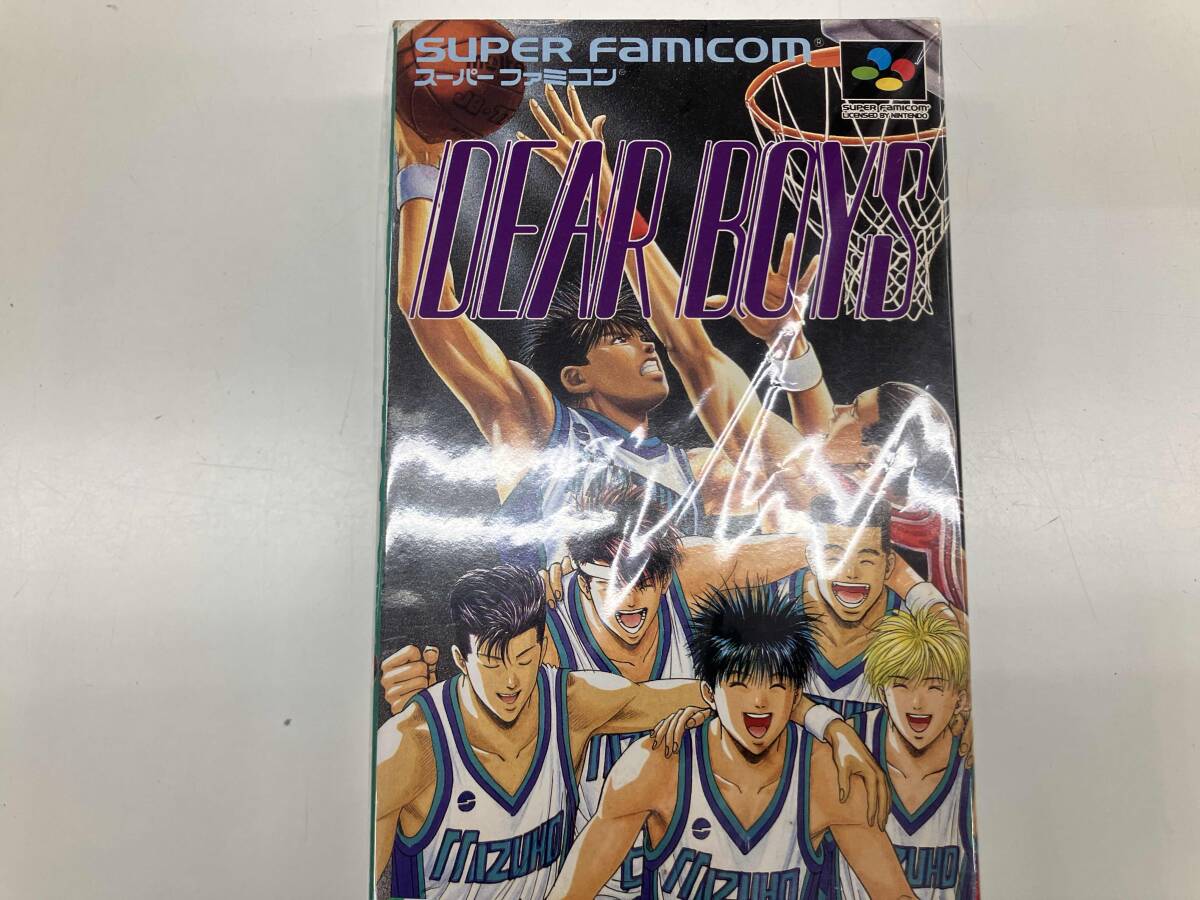 SUPER FAMICOM®
スーパーファミコン®
SUPER FAMICOM®
LICENSED BY NINTENDO
DEAR BOYS
MIZUHO
MIZUHO
MIZUHO